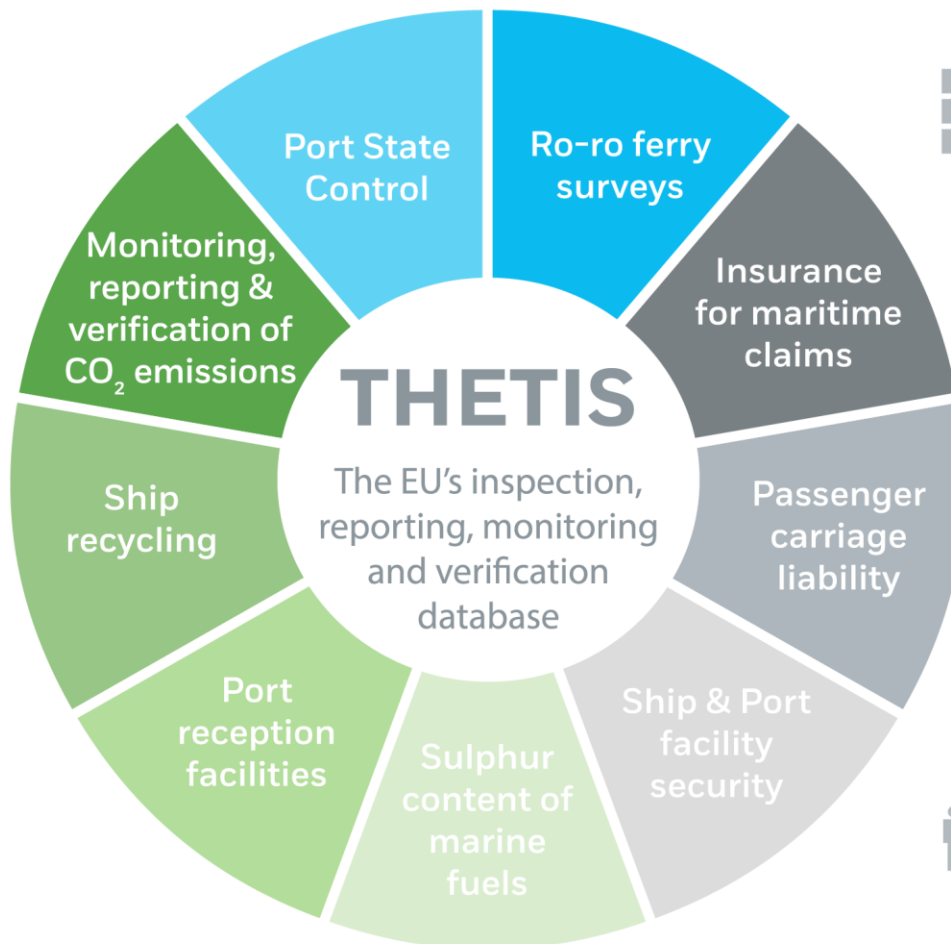 Port State
Control
Ro-ro ferry
surveys
Insurance
for maritime
claims
Passenger
carriage
liability
Ship & Port
facility
security
Sulphur
content of
marine
fuels
Port
reception
facilities
Ship
recycling
Monitoring,
reporting &
verification of
CO₂ emissions
THETIS
The EU's inspection,
reporting, monitoring
and verification
database